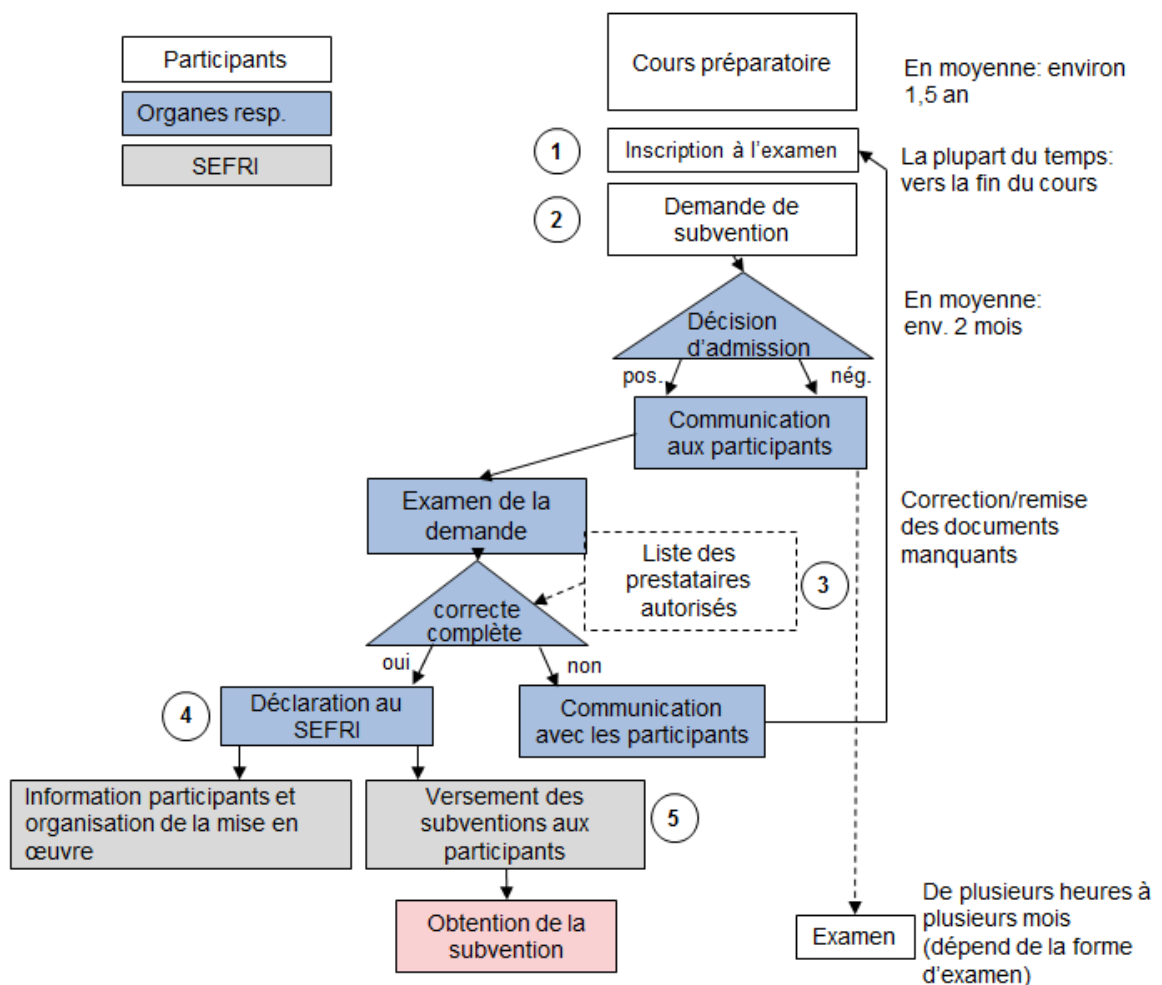 Participants
Organes resp.
SEFRI
Cours préparatoire
En moyenne: environ
1,5 an
1
Inscription à l'examen
La plupart du temps:
vers la fin du cours
2
Demande de
subvention
En moyenne:
env. 2 mois
Décision
d'admission
pos.
nég.
Communication
aux participants
Examen de la
demande
Correction/remise
des documents
manquants
Liste des
prestataires
autorisés
3
correcte
complète
oui
non
4
Déclaration au
SEFRI
Communication
avec les participants
Information participants et
organisation de la mise en
œuvre
Versement des
subventions aux
participants
5
Obtention de la
subvention
Examen
De plusieurs heures à
plusieurs mois
(dépend de la forme
d'examen)